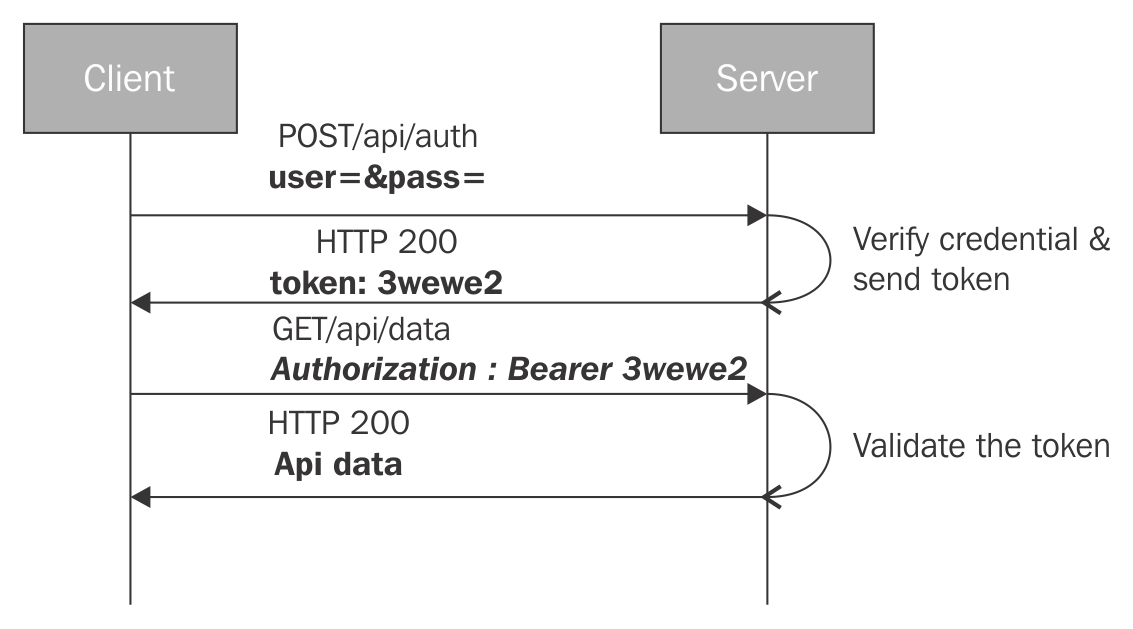 Client
Server
POST/api/auth
user=&pass=
HTTP 200
token: 3wewe2
Verify credential &
send token
GET/api/data
Authorization : Bearer 3wewe2
HTTP 200
Api data
Validate the token